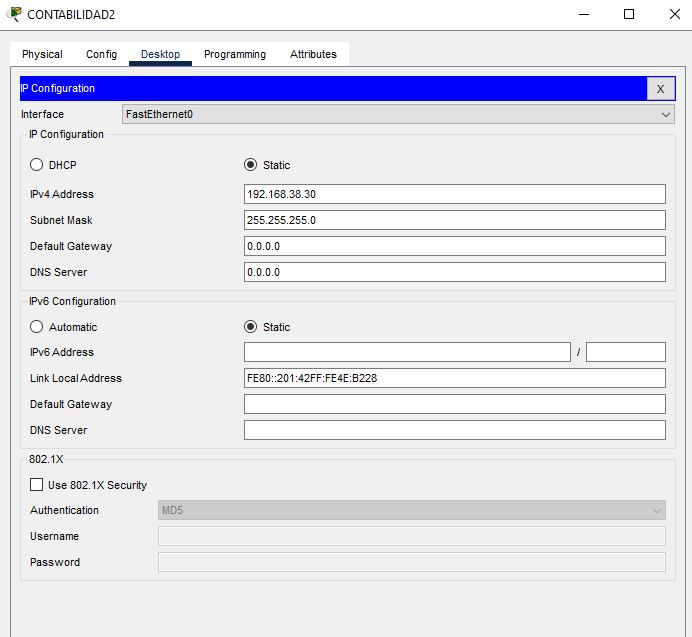 CONTABILIDAD2
Physical Config Desktop Programming Attributes
IP Configuration X
Interface FastEthernet0
IP Configuration
DHCP Static
IPv4 Address 192.168.38.30
Subnet Mask 255.255.255.0
Default Gateway 0.0.0.0
DNS Server 0.0.0.0
IPv6 Configuration
Automatic Static
IPv6 Address /
Link Local Address FE80::201:42FF:FE4E:B228
Default Gateway
DNS Server
802.1X
Use 802.1X Security
Authentication MD5
Username
Password